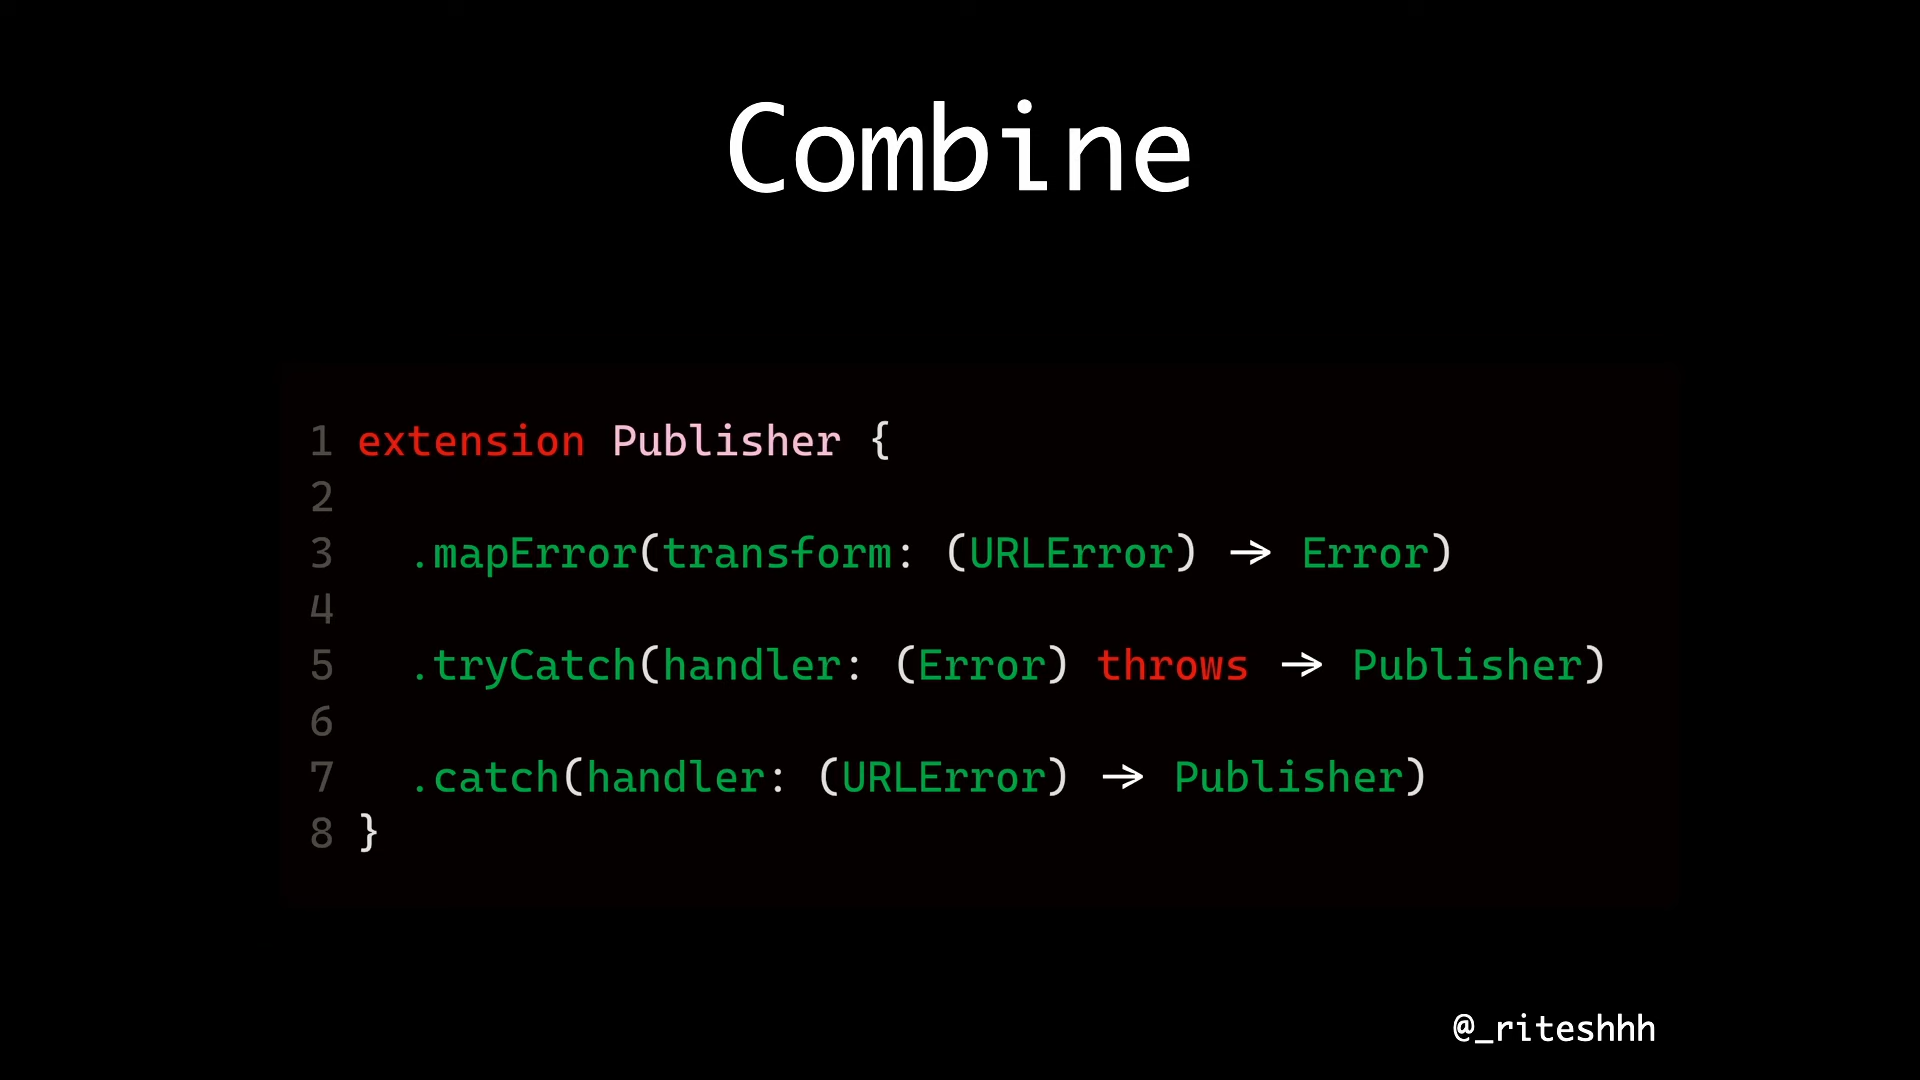 Combine
1 extension Publisher {
2
3 .mapError(transform: (URLError) -> Error)
4
5 .tryCatch(handler: (Error) throws -> Publisher)
6
7 .catch(handler: (URLError) -> Publisher)
8 }
@_riteshhh